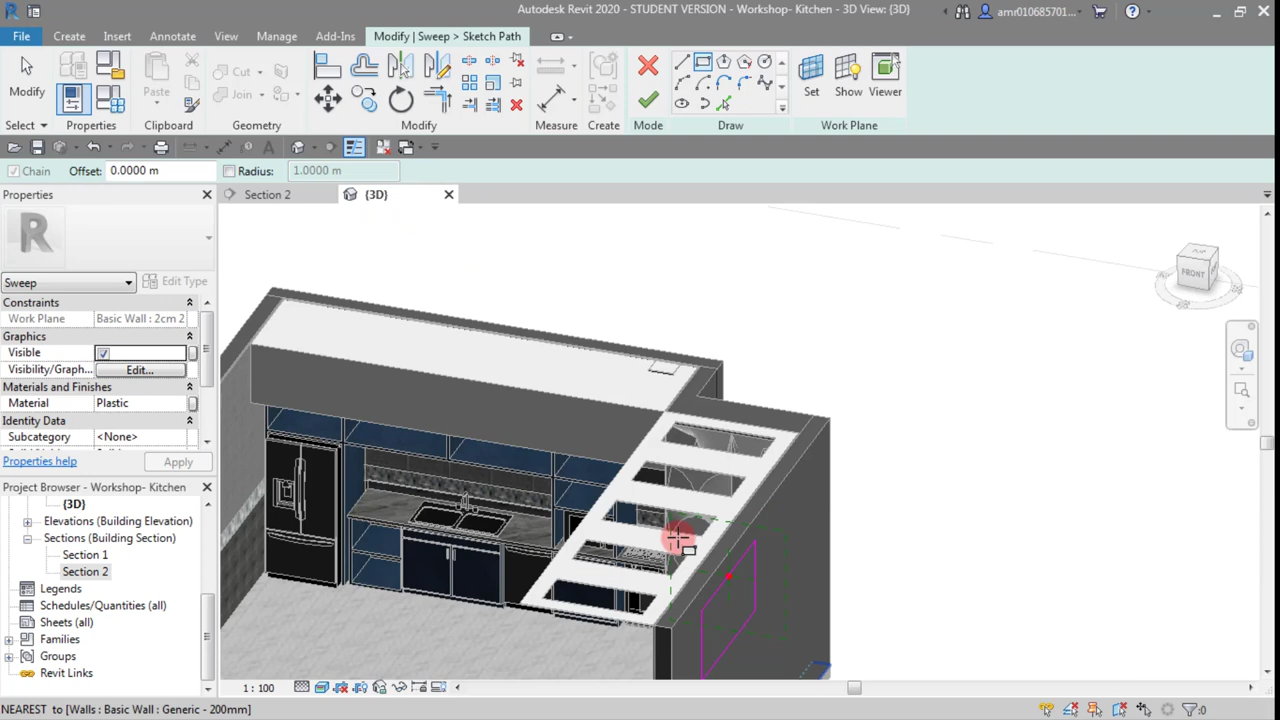 Autodesk Revit 2020 - STUDENT VERSION - Workshop- Kitchen - 3D View: {3D}
amr010685701...
File Create Insert Annotate View Manage Add-Ins Modify | Sweep > Sketch Path
Modify Paste Cut Join Set Show Viewer
Select Properties Clipboard Geometry Modify Measure Create Mode Draw Work Plane
Chain Offset: 0.0000 m Radius: 1.0000 m
Properties
Section 2
{3D}
R
Sweep Edit Type
Constraints
Work Plane Basic Wall : 2cm 2
Graphics
Visible
Visibility/Graph... Edit...
Materials and Finishes
Material Plastic
Identity Data
Subcategory <None>
Properties help Apply
Project Browser - Workshop- Kitchen
{3D}
Elevations (Building Elevation)
Sections (Building Section)
Section 1
Section 2
Legends
Schedules/Quantities (all)
Sheets (all)
Families
Groups
Revit Links
FRONT
1 : 100
NEAREST to [Walls : Basic Wall : Generic - 200mm]
:0